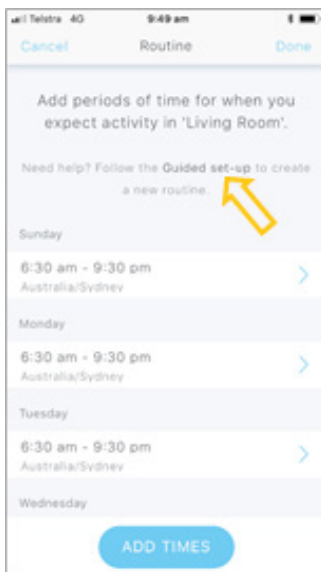 Telstra 4G 9:49 am
Cancel Routine Done
Add periods of time for when you
expect activity in 'Living Room'.
Need help? Follow the Guided set-up to create
a new routine.
Sunday
6:30 am - 9:30 pm
Australia/Sydney
Monday
6:30 am - 9:30 pm
Australia/Sydney
Tuesday
6:30 am - 9:30 pm
Australia/Sydney
Wednesday
ADD TIMES